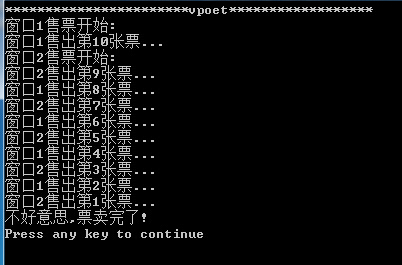 ***********************vpoet******************
窗口1售票开始:
窗口1售出第10张票...
窗口2售票开始:
窗口2售出第9张票...
窗口1售出第8张票...
窗口2售出第7张票...
窗口1售出第6张票...
窗口2售出第5张票...
窗口1售出第4张票...
窗口2售出第3张票...
窗口1售出第2张票...
窗口2售出第1张票...
不好意思,票卖完了!
Press any key to continue